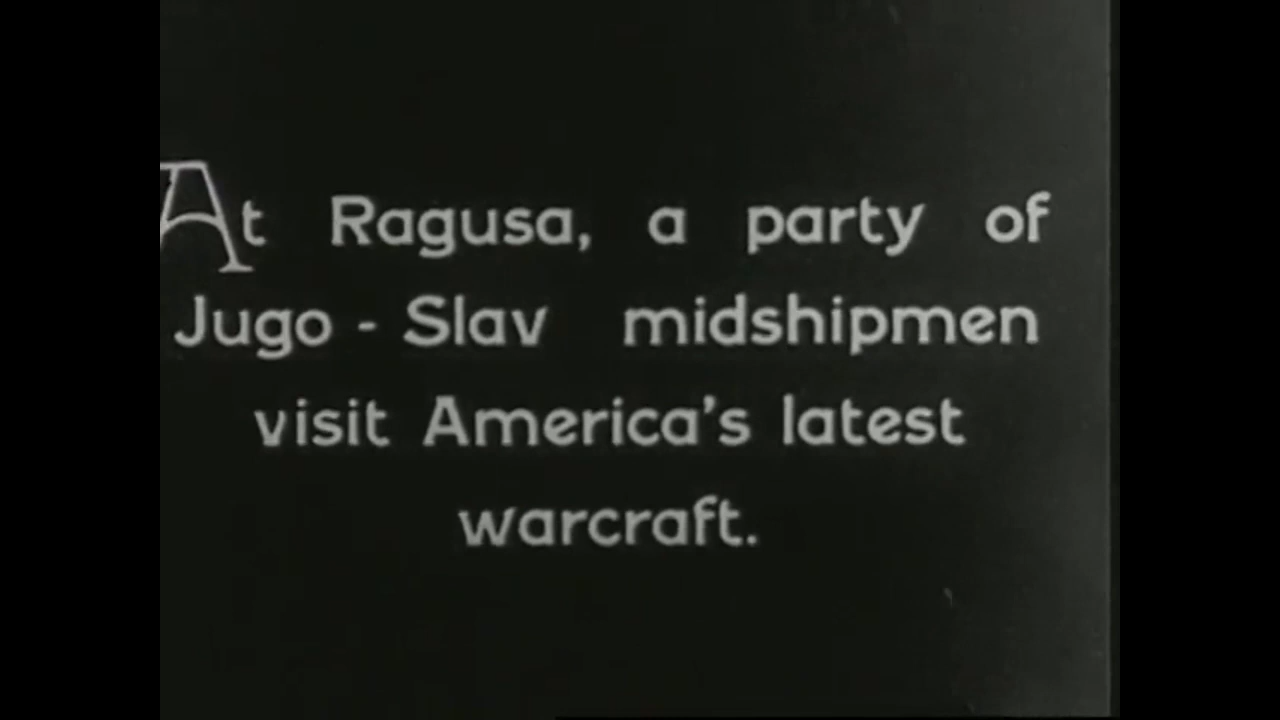 At Ragusa, a party of
Jugo - Slav midshipmen
visit America's latest
warcraft.